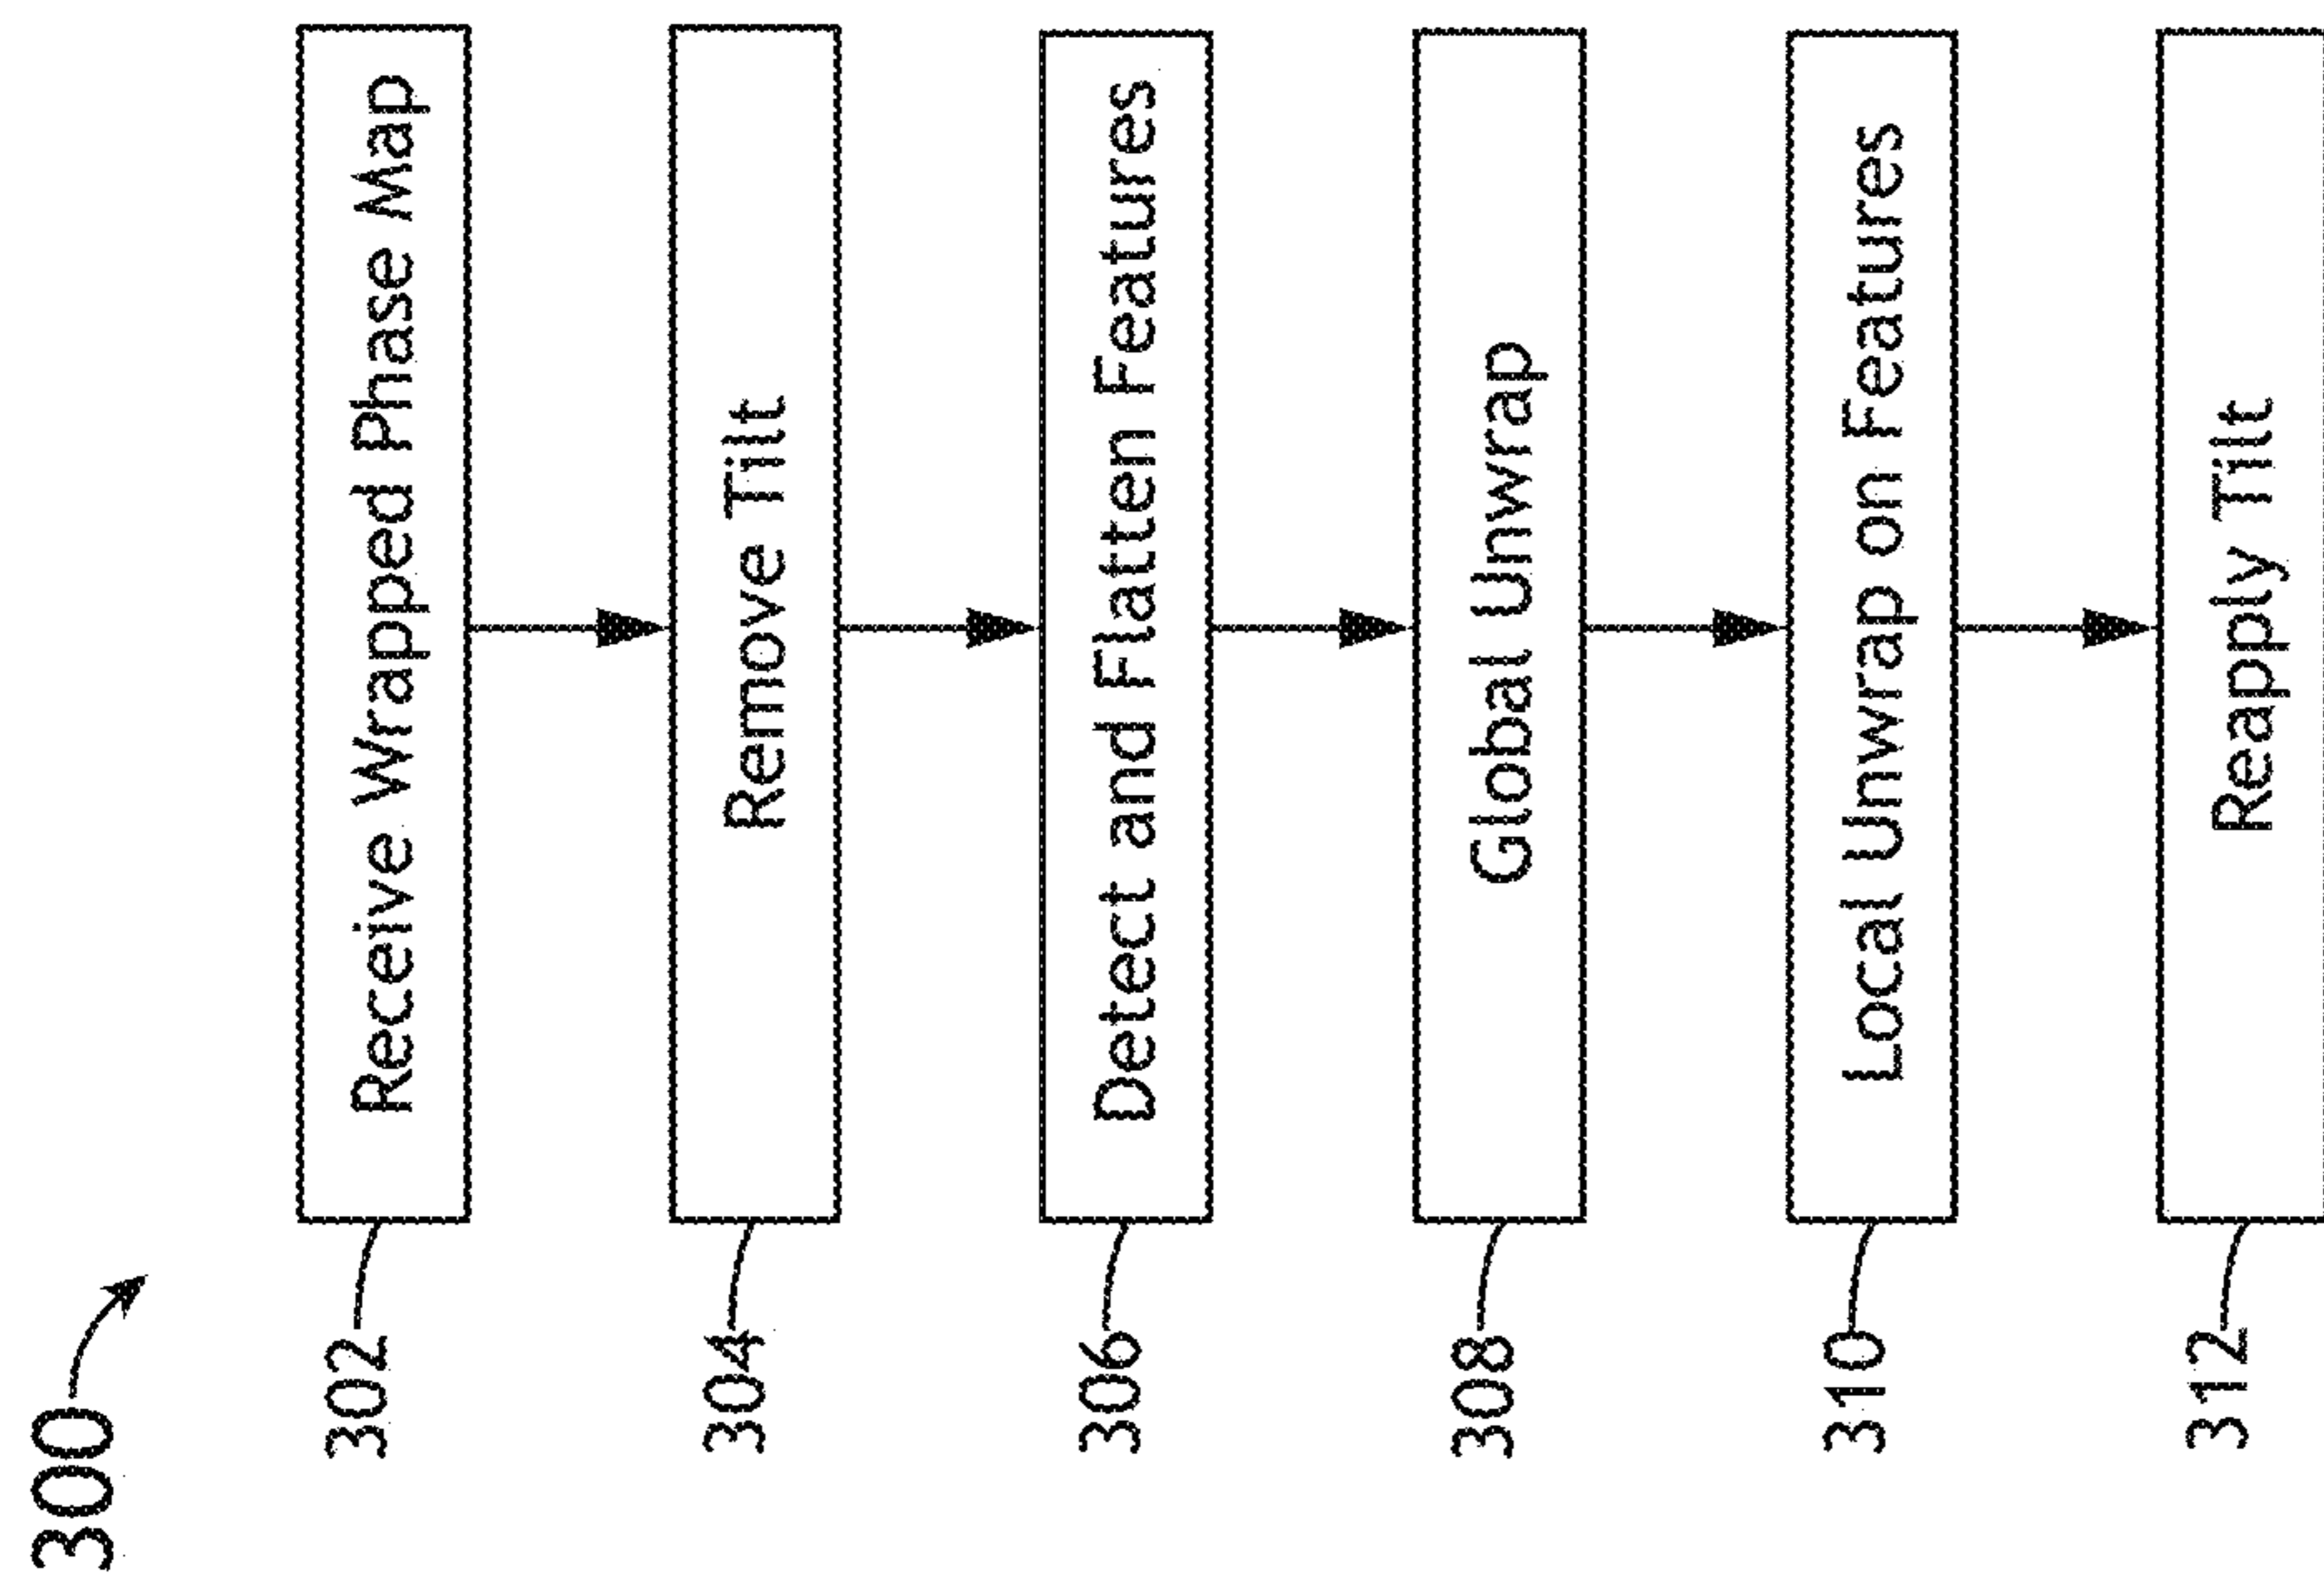 300
302 Receive Wrapped Phase Map
304 Remove Tilt
306 Detect and Flatten Features
308 Global Unwrap
310 Local Unwrap on Features
312 Reapply Tilt